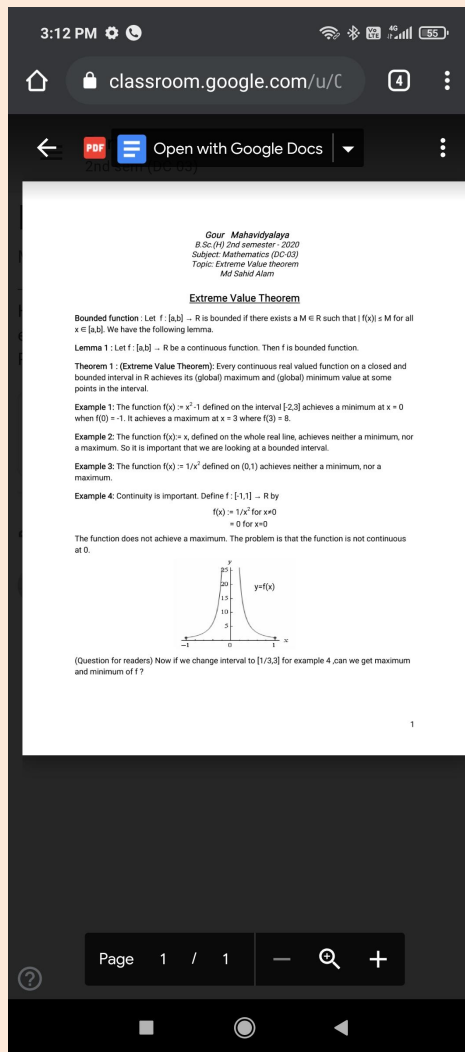 3:12 PM
Vo LTE 4G 55
classroom.google.com/u/0
4
PDF Open with Google Docs
2nd sem (DC-03)
Gour Mahavidyalaya
B.Sc.(H) 2nd semester - 2020
Subject: Mathematics (DC-03)
Topic: Extreme Value theorem
Md Sahid Alam
Extreme Value Theorem
Bounded function : Let f : [a,b] → R is bounded if there exists a M ∈ R such that | f(x)| ≤ M for all
x ∈ [a,b]. We have the following lemma.
Lemma 1 : Let f : [a,b] → R be a continuous function. Then f is bounded function.
Theorem 1 : (Extreme Value Theorem): Every continuous real valued function on a closed and
bounded interval in R achieves its (global) maximum and (global) minimum value at some
points in the interval.
Example 1: The function f(x) := x²-1 defined on the interval [-2,3] achieves a minimum at x = 0
when f(0) = -1. It achieves a maximum at x = 3 where f(3) = 8.
Example 2: The function f(x):= x, defined on the whole real line, achieves neither a minimum, nor
a maximum. So it is important that we are looking at a bounded interval.
Example 3: The function f(x) := 1/x² defined on (0,1) achieves neither a minimum, nor a
maximum.
Example 4: Continuity is important. Define f : [-1,1] → R by
f(x) := 1/x² for x≠0
= 0 for x=0
The function does not achieve a maximum. The problem is that the function is not continuous
at 0.
y
25
20 y=f(x)
15
10
5
-1 0 1 x
(Question for readers) Now if we change interval to [1/3,3] for example 4 ,can we get maximum
and minimum of f ?
1
Page 1 / 1